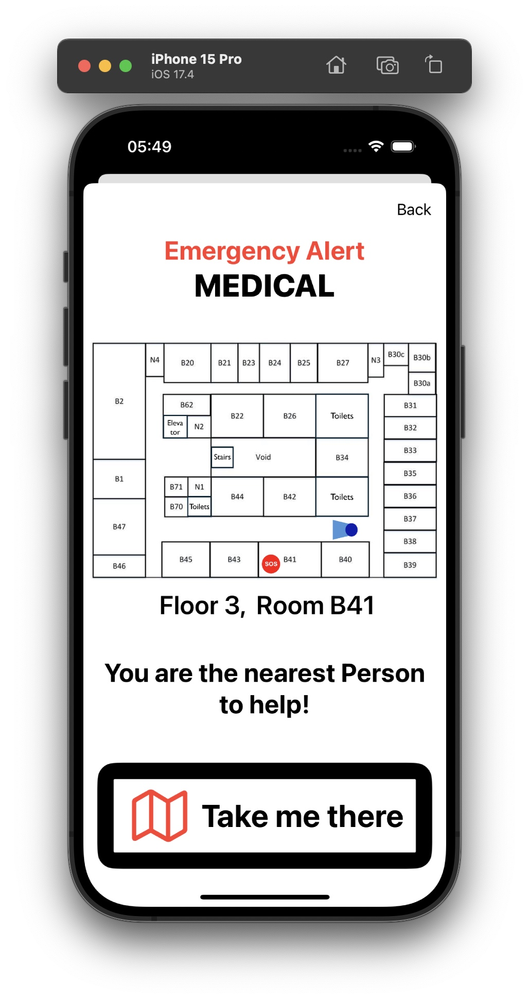 iPhone 15 Pro
iOS 17.4
05:49
Back
Emergency Alert
MEDICAL
N4 B20 B21 B23 B24 B25 B27 N3 B30c B30b
B30a
B2 B62 B22 B26 Toilets B31
Eleva
tor
N2 B32
Stairs Void B34 B33
B1 B35
B71 N1 B44 B42 Toilets B36
B70 Toilets B37
B47 B38
B46 B45 B43 SOS B41 B40 B39
Floor 3, Room B41
You are the nearest Person
to help!
Take me there